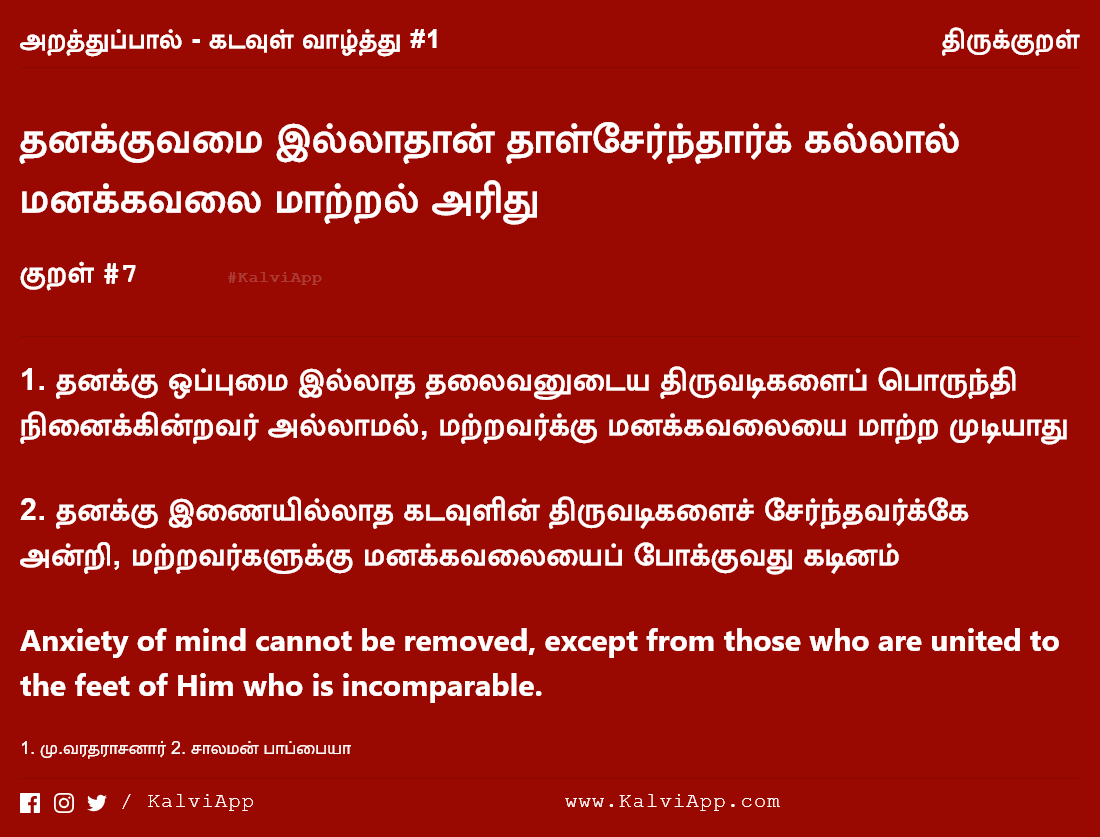 அறத்துப்பால் - கடவுள் வாழ்த்து #1
திருக்குறள்
தனக்குவமை இல்லாதான் தாள்சேர்ந்தார்க் கல்லால்
மனக்கவலை மாற்றல் அரிது
குறள் #7
#KalviApp
1. தனக்கு ஒப்புமை இல்லாத தலைவனுடைய திருவடிகளைப் பொருந்தி
நினைக்கின்றவர் அல்லாமல், மற்றவர்க்கு மனக்கவலையை மாற்ற முடியாது
2. தனக்கு இணையில்லாத கடவுளின் திருவடிகளைச் சேர்ந்தவர்க்கே
அன்றி, மற்றவர்களுக்கு மனக்கவலையைப் போக்குவது கடினம்
Anxiety of mind cannot be removed, except from those who are united to
the feet of Him who is incomparable.
1. மு.வரதராசனார் 2. சாலமன் பாப்பையா
/ KalviApp
www.KalviApp.com